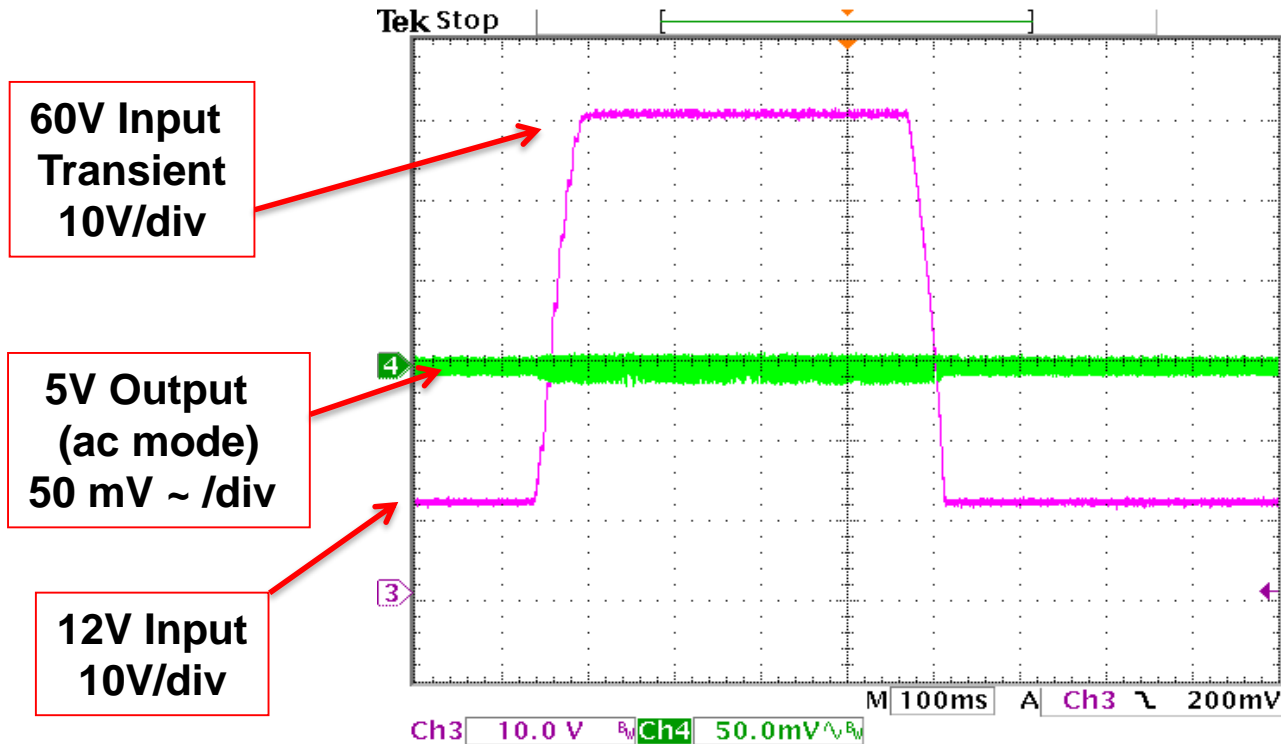 Tek Stop
60V Input
Transient
10V/div
4
5V Output
(ac mode)
50 mV ~ /div
3
12V Input
10V/div
M 100ms A Ch3 200mV
Ch3 10.0 V BW Ch4 50.0mV BW